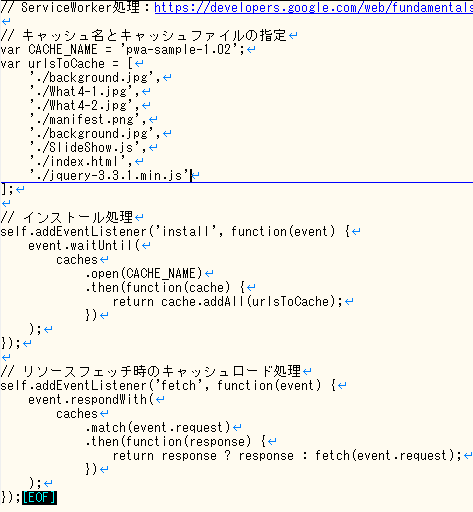 // ServiceWorker処理：https://developers.google.com/web/fundamentals
// キャッシュ名とキャッシュファイルの指定
var CACHE_NAME = 'pwa-sample-1.02';
var urlsToCache = [
    './background.jpg',
    './What4-1.jpg',
    './What4-2.jpg',
    './manifest.png',
    './background.jpg',
    './SlideShow.js',
    './index.html',
    './jquery-3.3.1.min.js'
];
// インストール処理
self.addEventListener('install', function(event) {
    event.waitUntil(
        caches
            .open(CACHE_NAME)
            .then(function(cache) {
                return cache.addAll(urlsToCache);
            })
    );
});
// リソースフェッチ時のキャッシュロード処理
self.addEventListener('fetch', function(event) {
    event.respondWith(
        caches
            .match(event.request)
            .then(function(response) {
                return response ? response : fetch(event.request);
            })
    );
});[EOF]